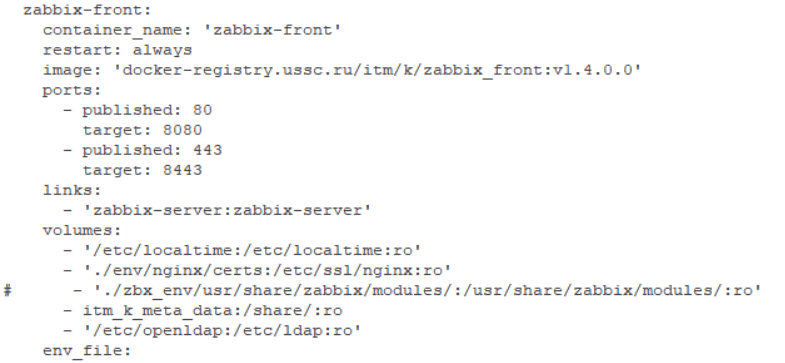 zabbix-front:
  container_name: 'zabbix-front'
  restart: always
  image: 'docker-registry.ussc.ru/itm/k/zabbix_front:v1.4.0.0'
  ports:
    - published: 80
      target: 8080
    - published: 443
      target: 8443
  links:
    - 'zabbix-server:zabbix-server'
  volumes:
    - '/etc/localtime:/etc/localtime:ro'
    - './env/nginx/certs:/etc/ssl/nginx:ro'
#     - './zbx_env/usr/share/zabbix/modules/:/usr/share/zabbix/modules/:ro'
    - itm_k_meta_data:/share/:ro
    - '/etc/openldap:/etc/ldap:ro'
  env_file: